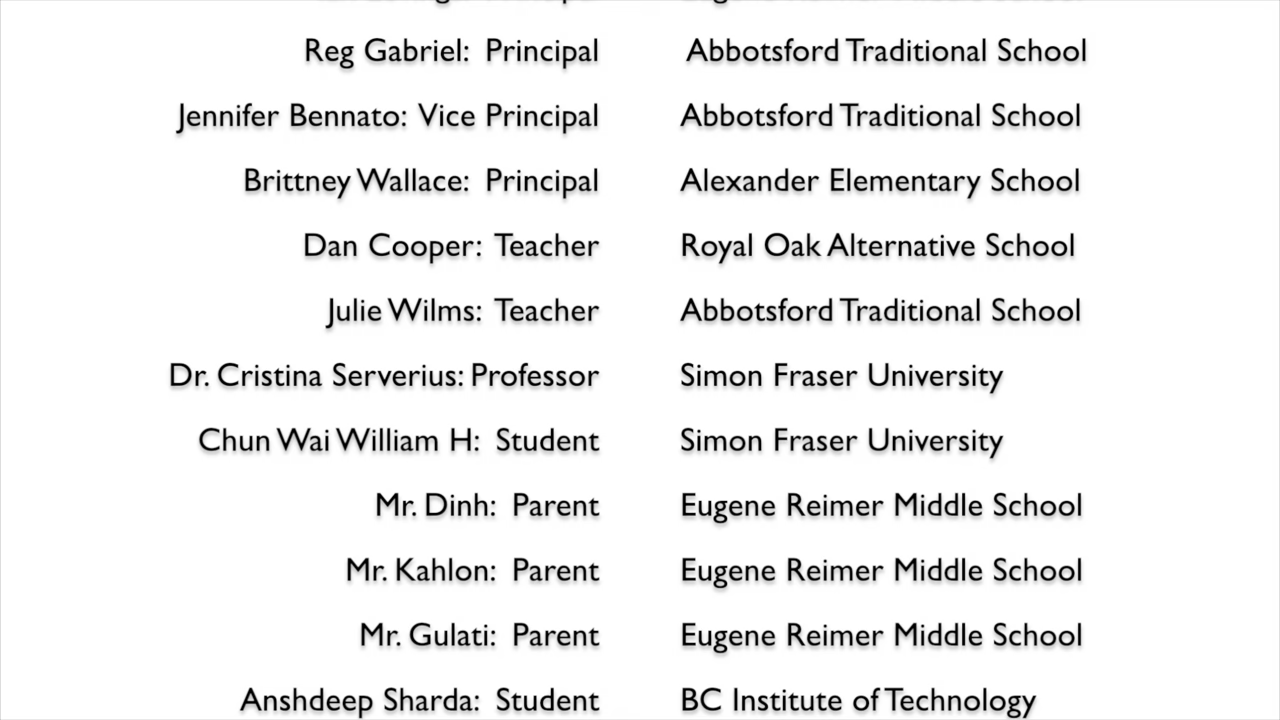 Reg Gabriel: Principal Abbotsford Traditional School
Jennifer Bennato: Vice Principal Abbotsford Traditional School
Brittney Wallace: Principal Alexander Elementary School
Dan Cooper: Teacher Royal Oak Alternative School
Julie Wilms: Teacher Abbotsford Traditional School
Dr. Cristina Serverius: Professor Simon Fraser University
Chun Wai William H: Student Simon Fraser University
Mr. Dinh: Parent Eugene Reimer Middle School
Mr. Kahlon: Parent Eugene Reimer Middle School
Mr. Gulati: Parent Eugene Reimer Middle School
Anshdeep Sharda: Student BC Institute of Technology